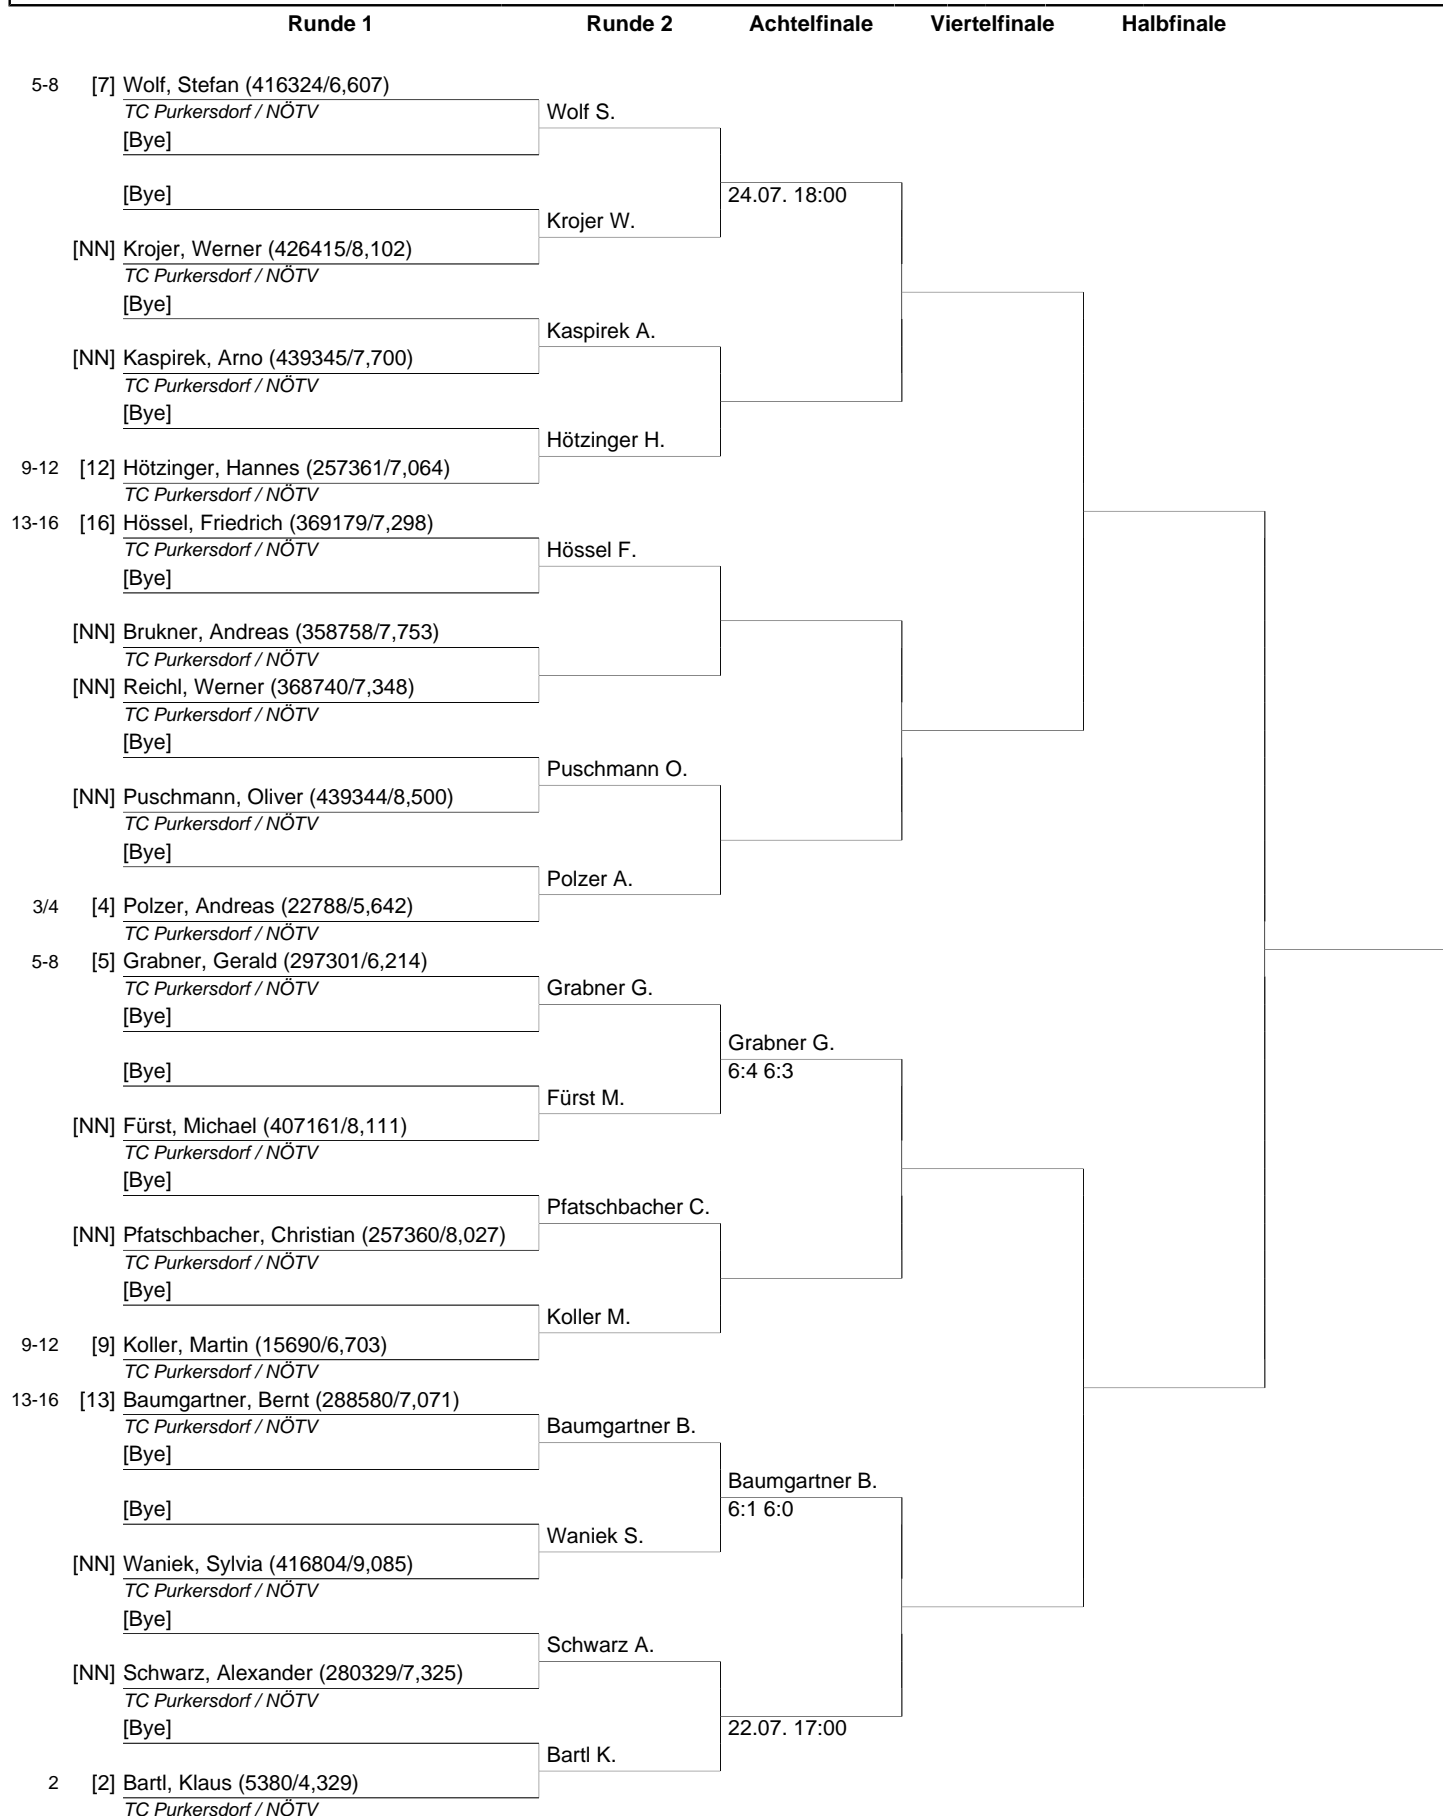 Runde 1 Runde 2 Achtelfinale Viertelfinale Halbfinale
5-8 [7] Wolf, Stefan (416324/6,607)
TC Purkersdorf / NÖTV Wolf S.
[Bye]
[Bye] 24.07. 18:00
Krojer W.
[NN] Krojer, Werner (426415/8,102)
TC Purkersdorf / NÖTV
[Bye]
Kaspirek A.
[NN] Kaspirek, Arno (439345/7,700)
TC Purkersdorf / NÖTV
[Bye]
Hötzinger H.
9-12 [12] Hötzinger, Hannes (257361/7,064)
TC Purkersdorf / NÖTV
13-16 [16] Hössel, Friedrich (369179/7,298)
TC Purkersdorf / NÖTV Hössel F.
[Bye]
[NN] Brukner, Andreas (358758/7,753)
TC Purkersdorf / NÖTV
[NN] Reichl, Werner (368740/7,348)
TC Purkersdorf / NÖTV
[Bye]
Puschmann O.
[NN] Puschmann, Oliver (439344/8,500)
TC Purkersdorf / NÖTV
[Bye]
Polzer A.
3/4 [4] Polzer, Andreas (22788/5,642)
TC Purkersdorf / NÖTV
5-8 [5] Grabner, Gerald (297301/6,214)
TC Purkersdorf / NÖTV Grabner G.
[Bye]
Grabner G.
[Bye] 6:4 6:3
Fürst M.
[NN] Fürst, Michael (407161/8,111)
TC Purkersdorf / NÖTV
[Bye]
Pfatschbacher C.
[NN] Pfatschbacher, Christian (257360/8,027)
TC Purkersdorf / NÖTV
[Bye]
Koller M.
9-12 [9] Koller, Martin (15690/6,703)
TC Purkersdorf / NÖTV
13-16 [13] Baumgartner, Bernt (288580/7,071)
TC Purkersdorf / NÖTV Baumgartner B.
[Bye]
Baumgartner B.
[Bye] 6:1 6:0
Waniek S.
[NN] Waniek, Sylvia (416804/9,085)
TC Purkersdorf / NÖTV
[Bye]
Schwarz A.
[NN] Schwarz, Alexander (280329/7,325)
TC Purkersdorf / NÖTV
[Bye] 22.07. 17:00
Bartl K.
2 [2] Bartl, Klaus (5380/4,329)
TC Purkersdorf / NÖTV